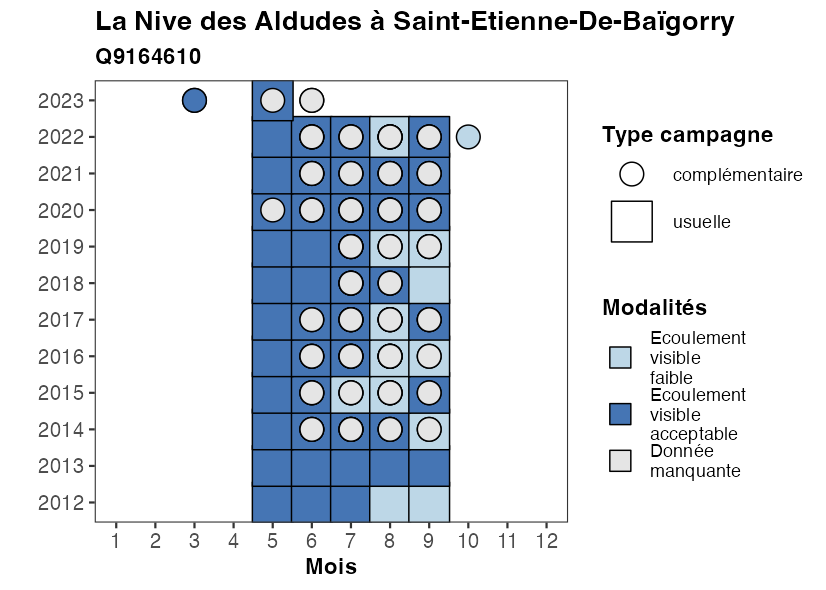 La Nive des Aldudes à Saint-Etienne-De-Baïgorry
Q9164610
2023
2022
2021
2020
2019
2018
2017
2016
2015
2014
2013
2012
1 2 3 4 5 6 7 8 9 10 11 12
Mois
Type campagne
complémentaire
usuelle
Modalités
Ecoulement
visible
faible
Ecoulement
visible
acceptable
Donnée
manquante